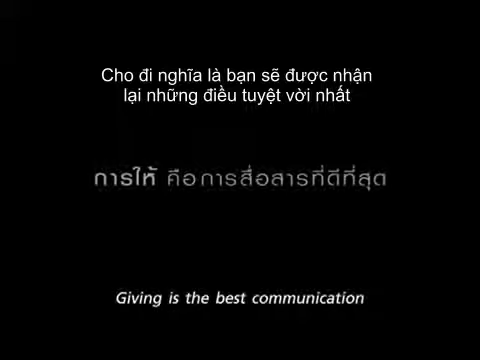 Cho đi nghĩa là bạn sẽ được nhận
lại những điều tuyệt vời nhất
การให้ คือการสื่อสารที่ดีที่สุด
Giving is the best communication